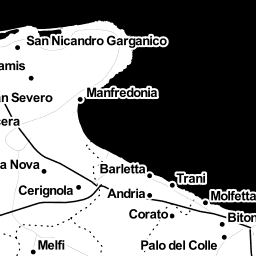 San Nicandro Garganico
amis
Manfredonia
an Severo
cera
a Nova
Barletta
Trani
Cerignola
Andria
Molfetta
Corato
Biton
Melfi
Palo del Colle